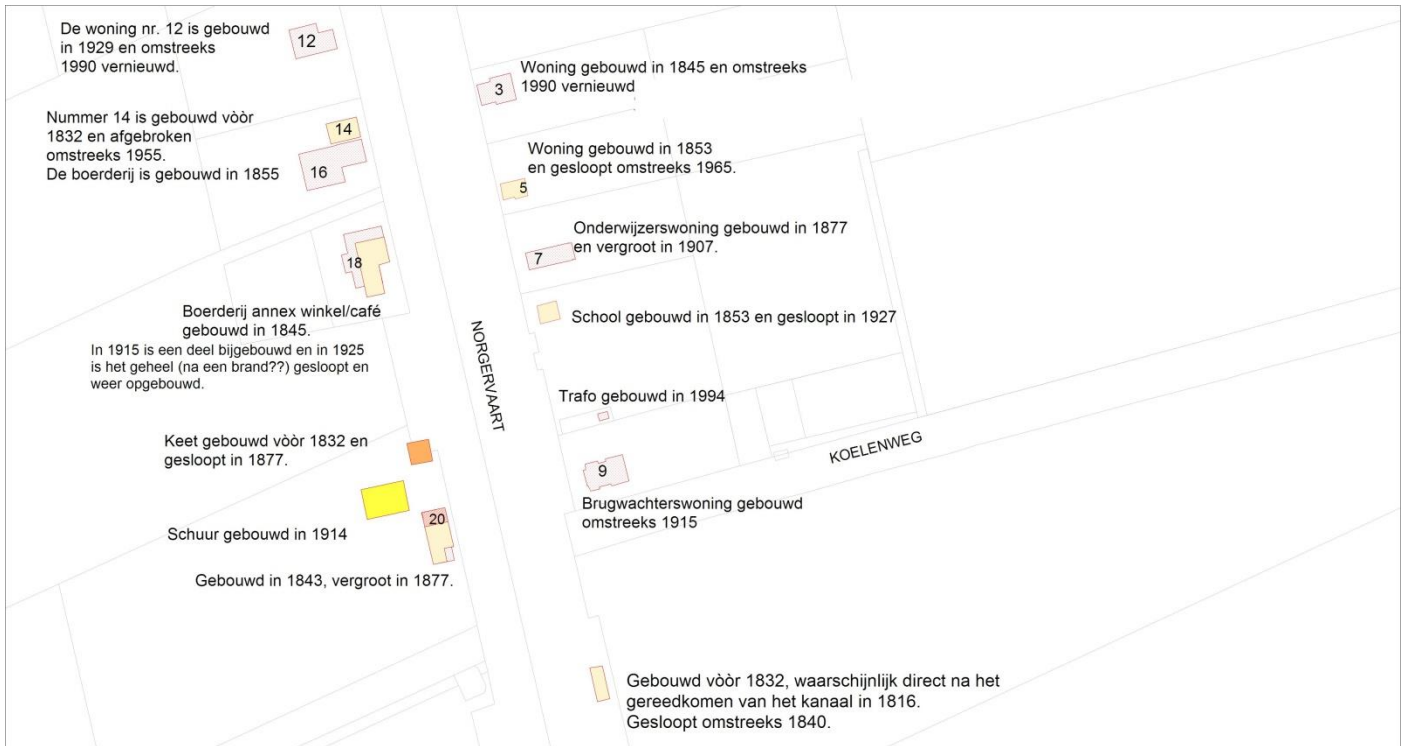 De woning nr. 12 is gebouwd
in 1929 en omstreeks
1990 vernieuwd.
12
Woning gebouwd in 1845 en omstreeks
1990 vernieuwd
3
Nummer 14 is gebouwd vòòr
1832 en afgebroken
omstreeks 1955.
De boerderij is gebouwd in 1855
14
16
Woning gebouwd in 1853
en gesloopt omstreeks 1965.
5
Onderwijzerswoning gebouwd in 1877
en vergroot in 1907.
7
18
Boerderij annex winkel/café
gebouwd in 1845.
In 1915 is een deel bijgebouwd en in 1925
is het geheel (na een brand??) gesloopt en
weer opgebouwd.
School gebouwd in 1853 en gesloopt in 1927
NORGERVAART
Trafo gebouwd in 1994
KOELENWEG
Keet gebouwd vòòr 1832 en
gesloopt in 1877.
9
Brugwachterswoning gebouwd
omstreeks 1915
Schuur gebouwd in 1914
20
Gebouwd in 1843, vergroot in 1877.
Gebouwd vòòr 1832, waarschijnlijk direct na het
gereedkomen van het kanaal in 1816.
Gesloopt omstreeks 1840.